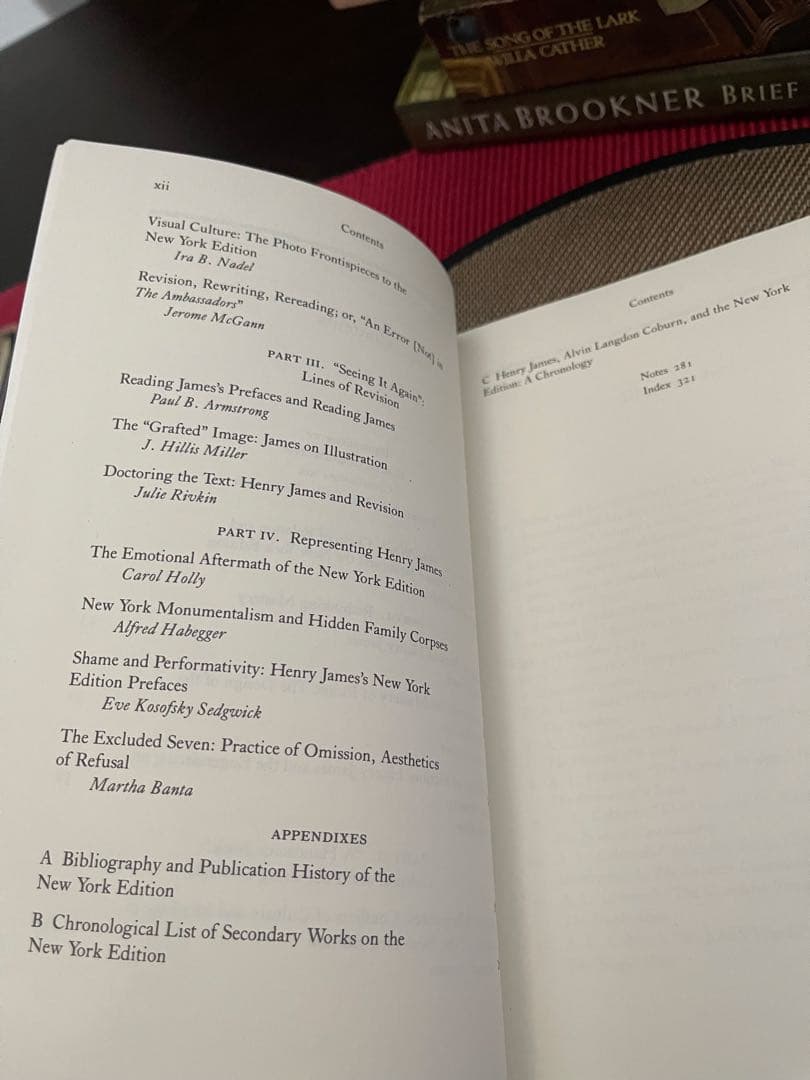 THE SONG OF THE LARK
WILLA CATHER
ANITA BROOKNER BRIEF
xii
Contents
Visual Culture: The Photo Frontispieces to the
New York Edition
Ira B. Nadel
Revision, Rewriting, Rereading; or, "An Error [Not] in
The Ambassadors"
Jerome McGann
PART III. "Seeing It Again":
Lines of Revision
Reading James's Prefaces and Reading James
Paul B. Armstrong
The "Grafted" Image: James on Illustration
J. Hillis Miller
Doctoring the Text: Henry James and Revision
Julie Rivkin
PART IV. Representing Henry James
The Emotional Aftermath of the New York Edition
Carol Holly
New York Monumentalism and Hidden Family Corpses
Alfred Habegger
Shame and Performativity: Henry James's New York
Edition Prefaces
Eve Kosofsky Sedgwick
The Excluded Seven: Practice of Omission, Aesthetics
of Refusal
Martha Banta
APPENDIXES
A Bibliography and Publication History of the
New York Edition
B Chronological List of Secondary Works on the
New York Edition
Contents
C Henry James, Alvin Langdon Coburn, and the New York
Edition: A Chronology
Notes 281
Index 321